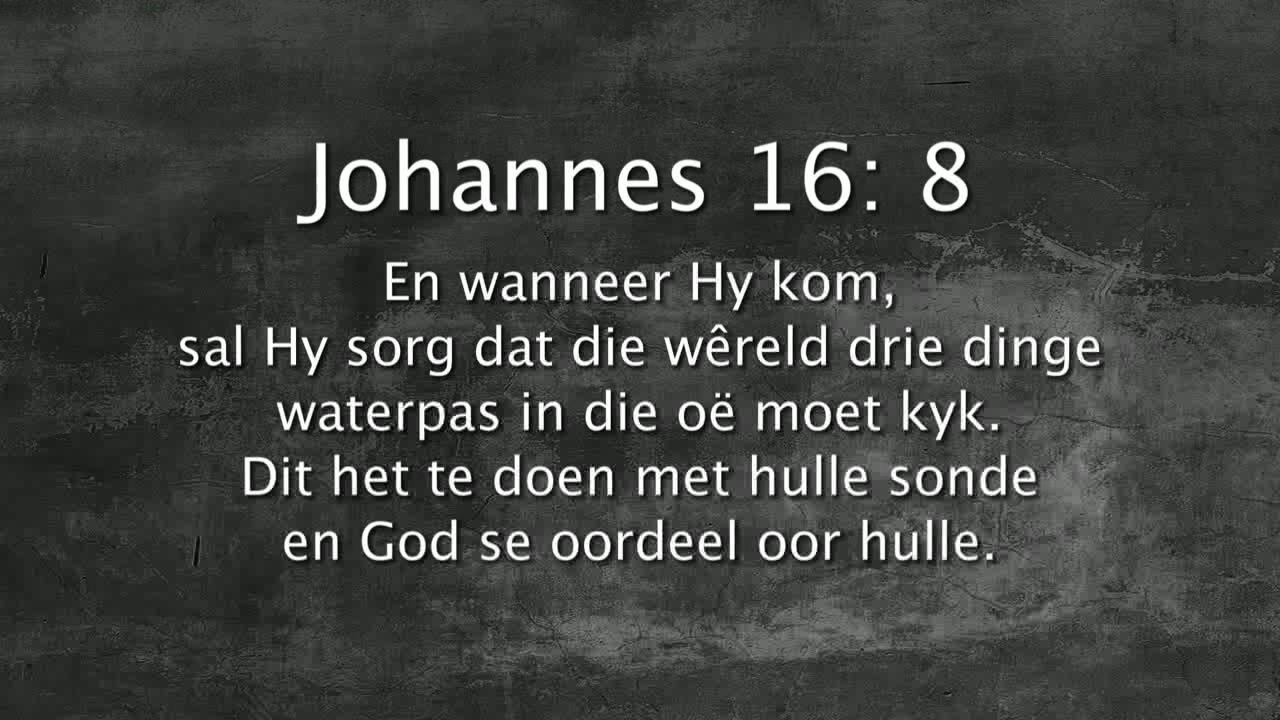 Johannes 16: 8
En wanneer Hy kom,
sal Hy sorg dat die wêreld drie dinge
waterpas in die oë moet kyk.
Dit het te doen met hulle sonde
en God se oordeel oor hulle.